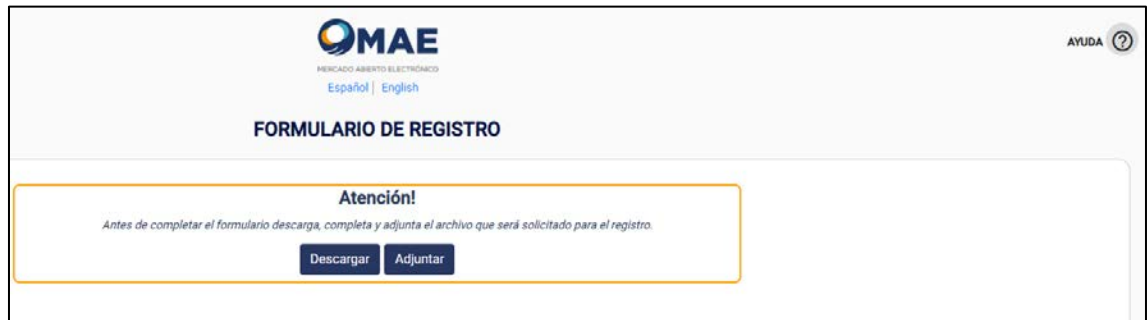 MAE
AYUDA ?
MERCADO ABIERTO ELECTRÓNICO
Español | English
FORMULARIO DE REGISTRO
Atención!
Antes de completar el formulario descarga, completa y adjunta el archivo que será solicitado para el registro.
Descargar Adjuntar